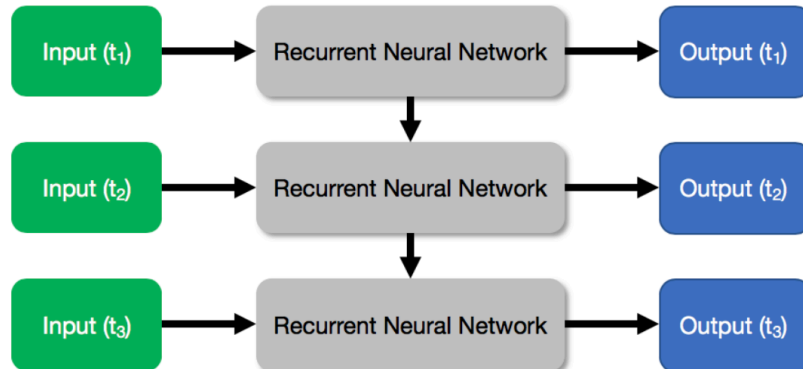 Input (t₁)
Recurrent Neural Network
Output (t₁)
Input (t₂)
Recurrent Neural Network
Output (t₂)
Input (t₃)
Recurrent Neural Network
Output (t₃)